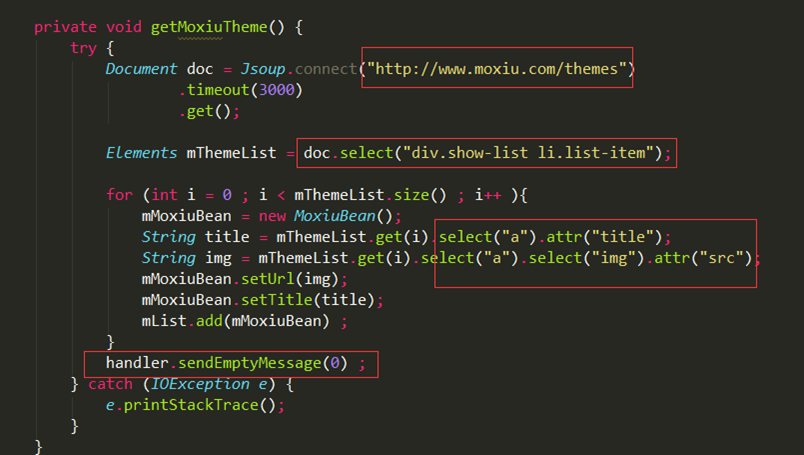 private void getMoxiuTheme() {
try {
Document doc = Jsoup.connect("http://www.moxiu.com/themes")
.timeout(3000)
.get();
Elements mThemeList = doc.select("div.show-list li.list-item");
for (int i = 0 ; i < mThemeList.size() ; i++ ){
mMoxiuBean = new MoxiuBean();
String title = mThemeList.get(i).select("a").attr("title");
String img = mThemeList.get(i).select("a").select("img").attr("src");
mMoxiuBean.setUrl(img);
mMoxiuBean.setTitle(title);
mList.add(mMoxiuBean) ;
}
handler.sendEmptyMessage(0) ;
} catch (IOException e) {
e.printStackTrace();
}
}